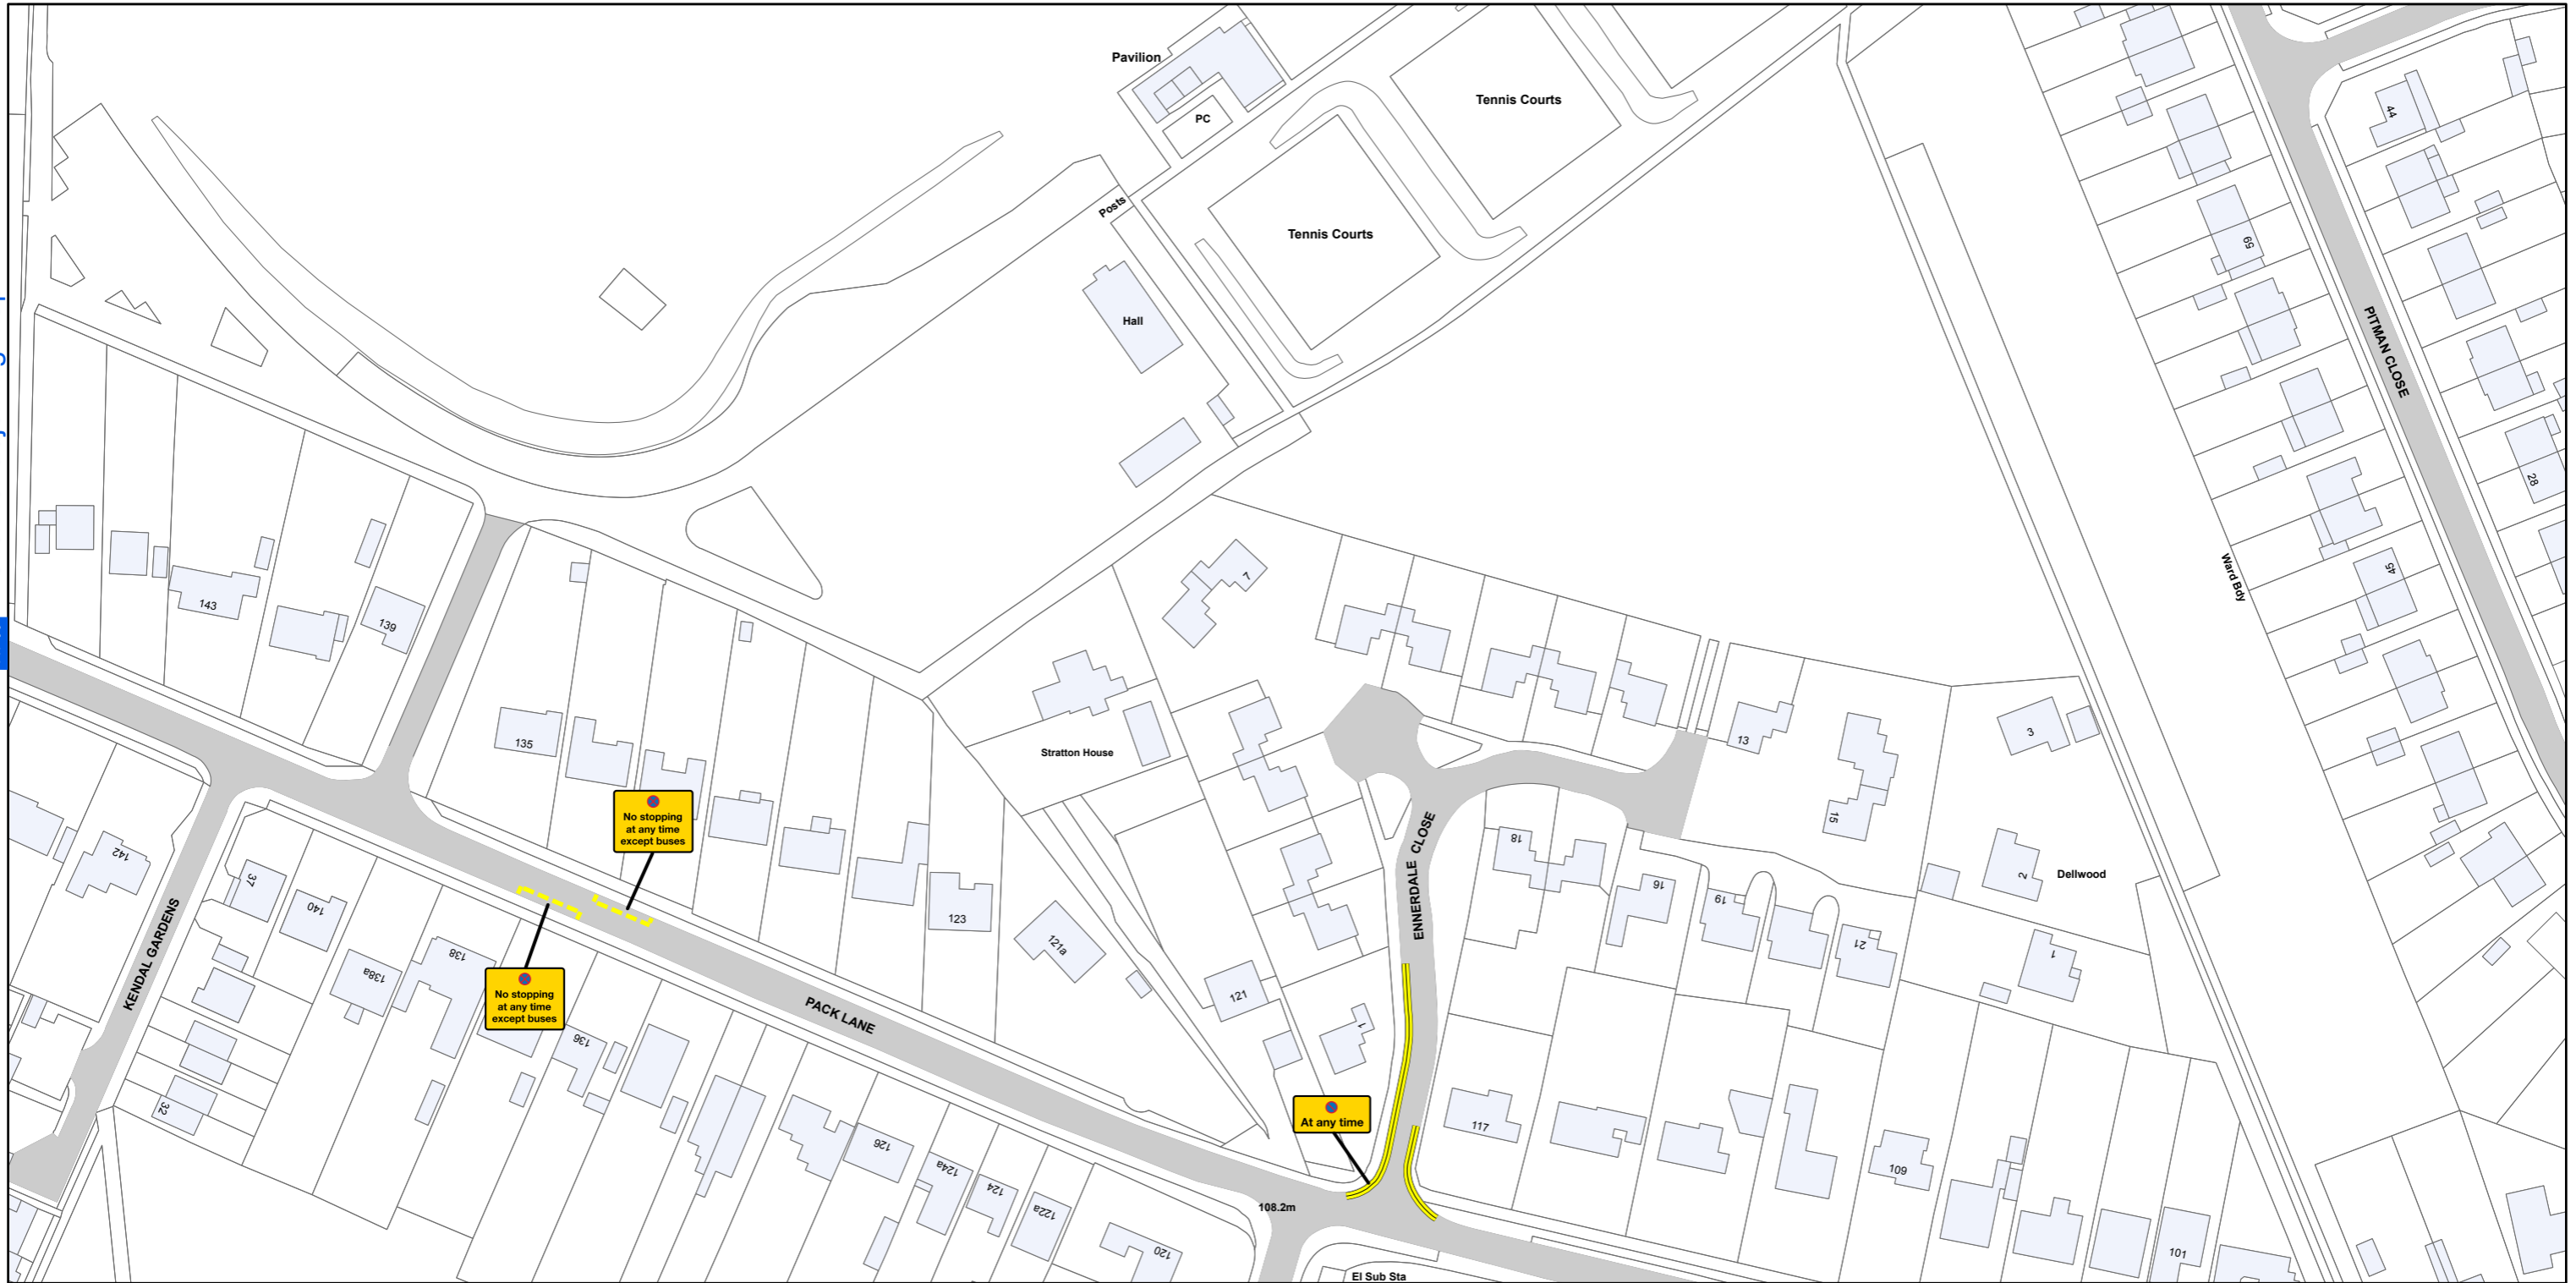 Pavilion
PC
Tennis Courts
Tennis Courts
Posts
Hall
44
59
PITMAN CLOSE
28
45
Ward Bdy
143
139
7
135
Stratton House
13
3
15
No stopping
at any time
except buses
142
37
140
138a
138
123
121a
121
ENNERDALE CLOSE
18
16
19
21
2
Dellwood
1
1
KENDAL GARDENS
No stopping
at any time
except buses
PACK LANE
136
32
126
124a
124
122a
120
At any time
117
109
101
108.2m
El Sub Sta